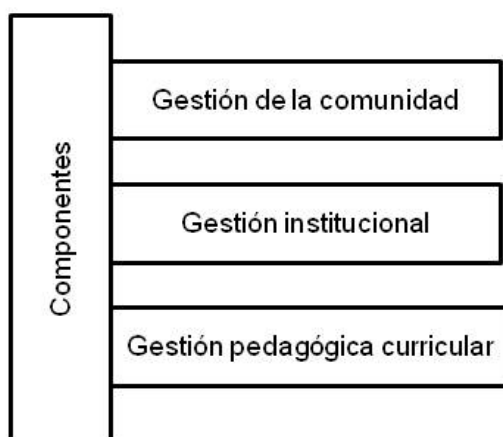 Componentes
Gestión de la comunidad
Gestión institucional
Gestión pedagógica curricular